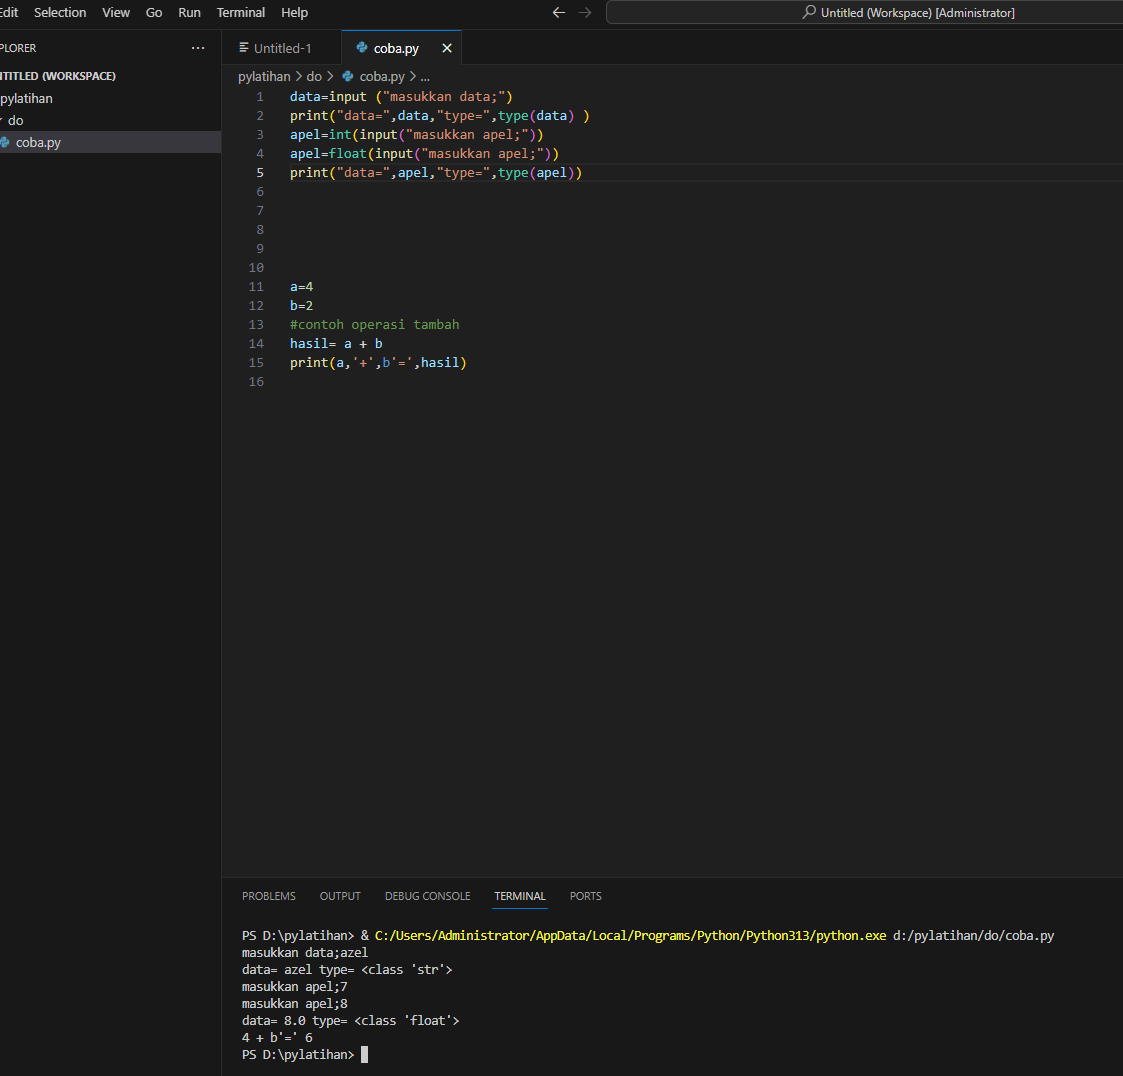 Edit Selection View Go Run Terminal Help
Untitled (Workspace) [Administrator]
PLORER ...
Untitled-1 coba.py
NTITLED (WORKSPACE)
pylatihan
do
coba.py
pylatihan > do > coba.py > ...
1 data=input ("masukkan data;")
2 print("data=",data,"type=",type(data) )
3 apel=int(input("masukkan apel;"))
4 apel=float(input("masukkan apel;"))
5 print("data=",apel,"type=",type(apel))
6
7
8
9
10
11 a=4
12 b=2
13 #contoh operasi tambah
14 hasil= a + b
15 print(a,'+',b'=',hasil)
16
PROBLEMS OUTPUT DEBUG CONSOLE TERMINAL PORTS
PS D:\pylatihan> & C:/Users/Administrator/AppData/Local/Programs/Python/Python313/python.exe d:/pylatihan/do/coba.py
masukkan data;azel
data= azel type= <class 'str'>
masukkan apel;7
masukkan apel;8
data= 8.0 type= <class 'float'>
4 + b'=' 6
PS D:\pylatihan>